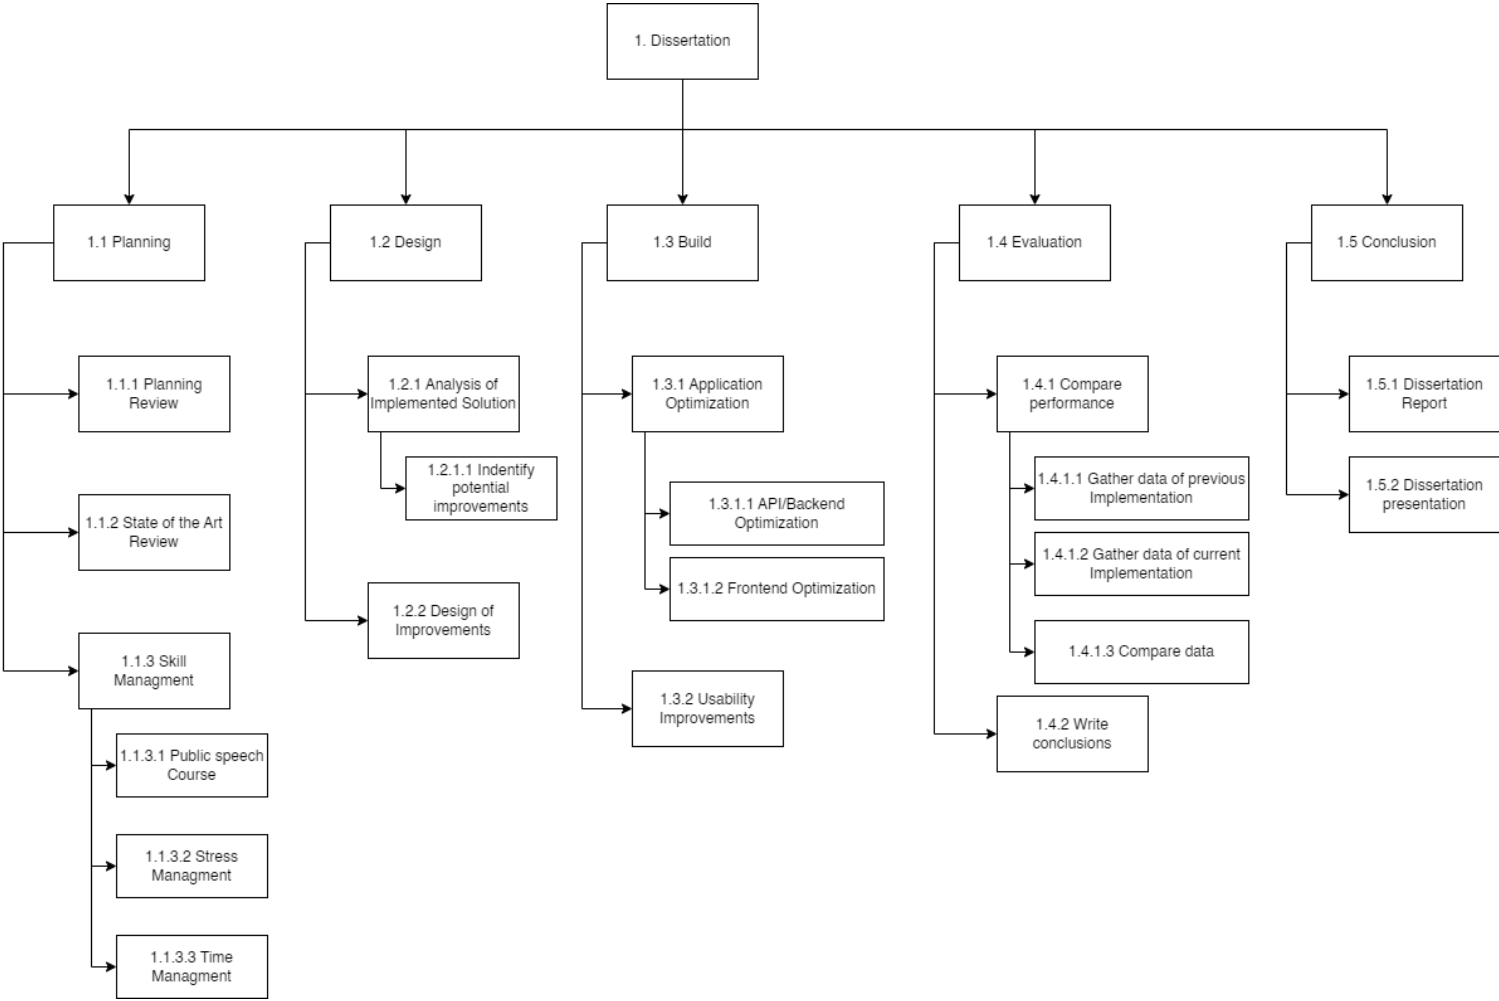 1. Dissertation
1.1 Planning
1.2 Design
1.3 Build
1.4 Evaluation
1.5 Conclusion
1.1.1 Planning
Review
1.1.2 State of the Art
Review
1.1.3 Skill
Managment
1.1.3.1 Public speech
Course
1.1.3.2 Stress
Managment
1.1.3.3 Time
Managment
1.2.1 Analysis of
Implemented Solution
1.2.1.1 Indentify
potential
improvements
1.2.2 Design of
Improvements
1.3.1 Application
Optimization
1.3.1.1 API/Backend
Optimization
1.3.1.2 Frontend Optimization
1.3.2 Usability
Improvements
1.4.1 Compare
performance
1.4.1.1 Gather data of previous
Implementation
1.4.1.2 Gather data of current
Implementation
1.4.1.3 Compare data
1.4.2 Write
conclusions
1.5.1 Dissertation
Report
1.5.2 Dissertation
presentation